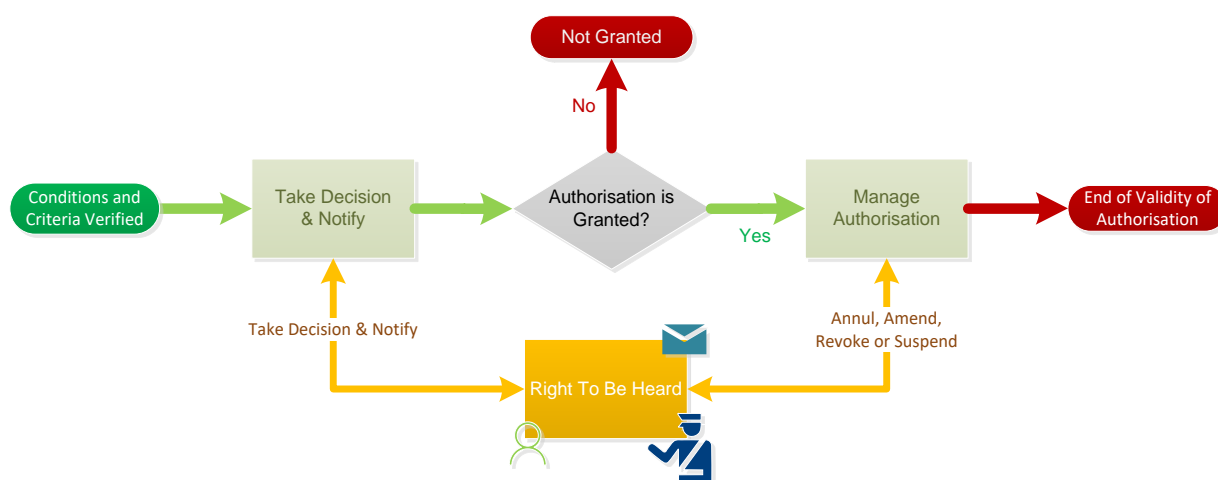 Not Granted
No
Conditions and
Criteria Verified
Take Decision
& Notify
Authorisation is
Granted?
Yes
Manage
Authorisation
End of Validity of
Authorisation
Take Decision & Notify
Annul, Amend,
Revoke or Suspend
Right To Be Heard